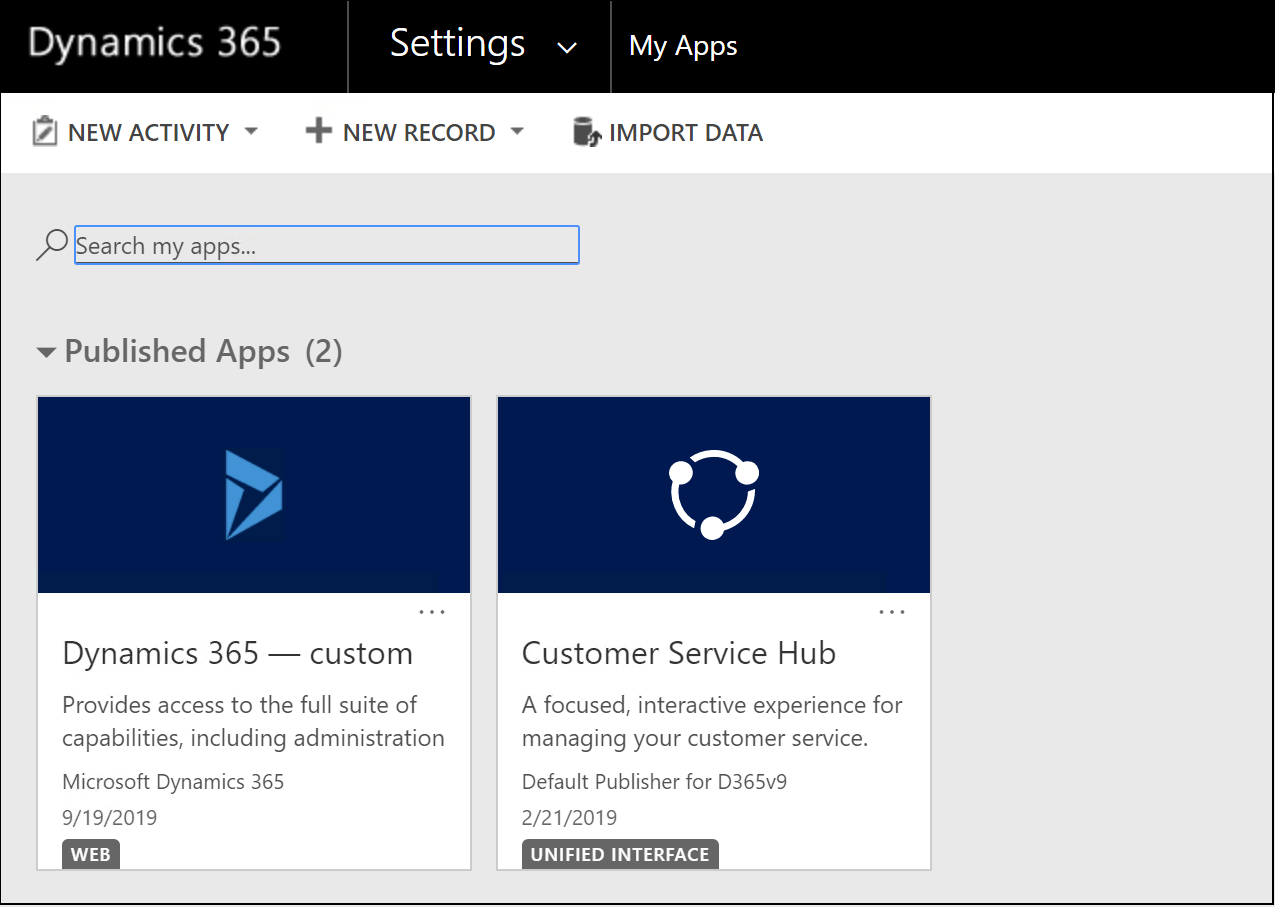 Dynamics 365 Settings My Apps
NEW ACTIVITY NEW RECORD IMPORT DATA
Search my apps...
Published Apps (2)
Dynamics 365 — custom
Provides access to the full suite of
capabilities, including administration
Microsoft Dynamics 365
9/19/2019
WEB
Customer Service Hub
A focused, interactive experience for
managing your customer service.
Default Publisher for D365v9
2/21/2019
UNIFIED INTERFACE